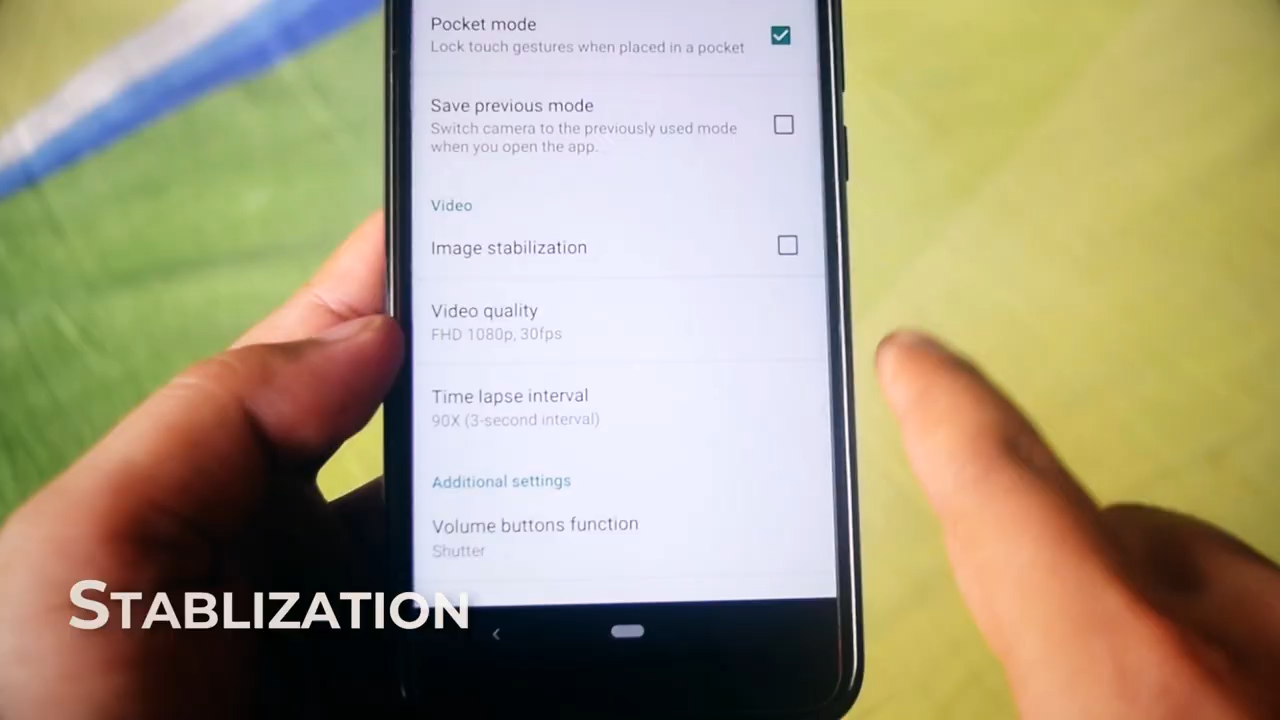 Pocket mode
Lock touch gestures when placed in a pocket
Save previous mode
Switch camera to the previously used mode
when you open the app.
Video
Image stabilization
Video quality
FHD 1080p, 30fps
Time lapse interval
90X (3-second interval)
Additional settings
Volume buttons function
Shutter
STABLIZATION